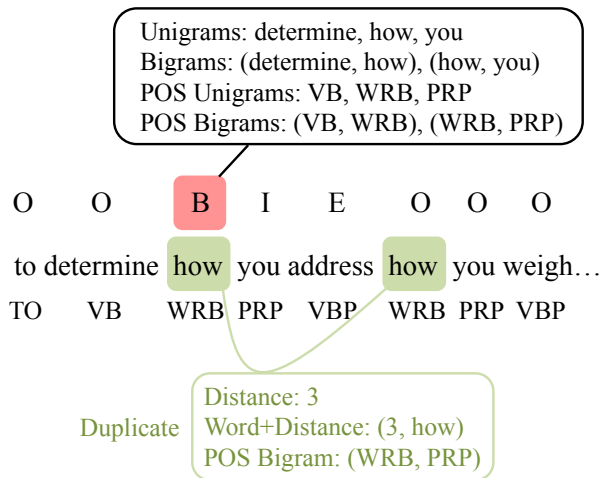 Unigrams: determine, how, you
Bigrams: (determine, how), (how, you)
POS Unigrams: VB, WRB, PRP
POS Bigrams: (VB, WRB), (WRB, PRP)
O O B I E O O O
to determine how you address how you weigh…
TO VB WRB PRP VBP WRB PRP VBP
Distance: 3
Duplicate Word+Distance: (3, how)
POS Bigram: (WRB, PRP)